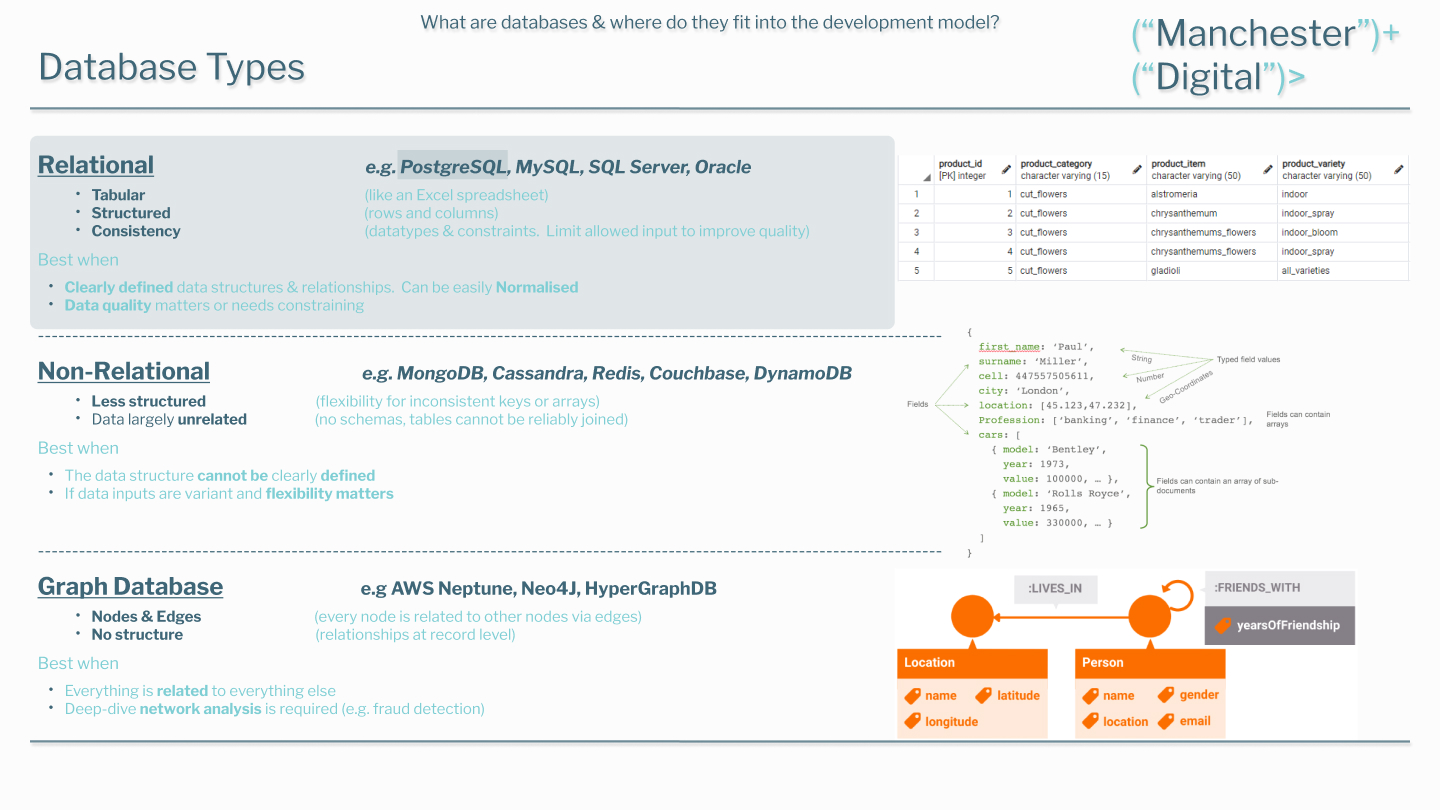 What are databases & where do they fit into the development model?
(“Manchester”)+
(“Digital”)>
Database Types
Relational e.g. PostgreSQL, MySQL, SQL Server, Oracle
• Tabular (like an Excel spreadsheet)
• Structured (rows and columns)
• Consistency (datatypes & constraints. Limit allowed input to improve quality)
Best when
• Clearly defined data structures & relationships. Can be easily Normalised
• Data quality matters or needs constraining
product_id product_category product_item product_variety
[PK] integer character varying (15) character varying (50) character varying (50)
1 1 cut_flowers alstromeria indoor
2 2 cut_flowers chrysanthemum indoor_spray
3 3 cut_flowers chrysanthemums_flowers indoor_bloom
4 4 cut_flowers chrysanthemums_flowers indoor_spray
5 5 cut_flowers gladioli all_varieties
Non-Relational e.g. MongoDB, Cassandra, Redis, Couchbase, DynamoDB
• Less structured (flexibility for inconsistent keys or arrays)
• Data largely unrelated (no schemas, tables cannot be reliably joined)
Best when
• The data structure cannot be clearly defined
• If data inputs are variant and flexibility matters
{
first_name: ‘Paul’,
surname: ‘Miller’,
cell: 447557505611,
city: ‘London’,
location: [45.123,47.232],
Profession: [‘banking’, ‘finance’, ‘trader’],
cars: [
{ model: ‘Bentley’,
year: 1973,
value: 100000, … },
{ model: ‘Rolls Royce’,
year: 1965,
value: 330000, … }
]
}
Fields
String
Number
Geo-Coordinates
Typed field values
Fields can contain
arrays
Fields can contain an array of sub-
documents
Graph Database e.g AWS Neptune, Neo4J, HyperGraphDB
• Nodes & Edges (every node is related to other nodes via edges)
• No structure (relationships at record level)
Best when
• Everything is related to everything else
• Deep-dive network analysis is required (e.g. fraud detection)
:LIVES_IN
:FRIENDS_WITH
yearsOfFriendship
Location
name latitude
longitude
Person
name gender
location email